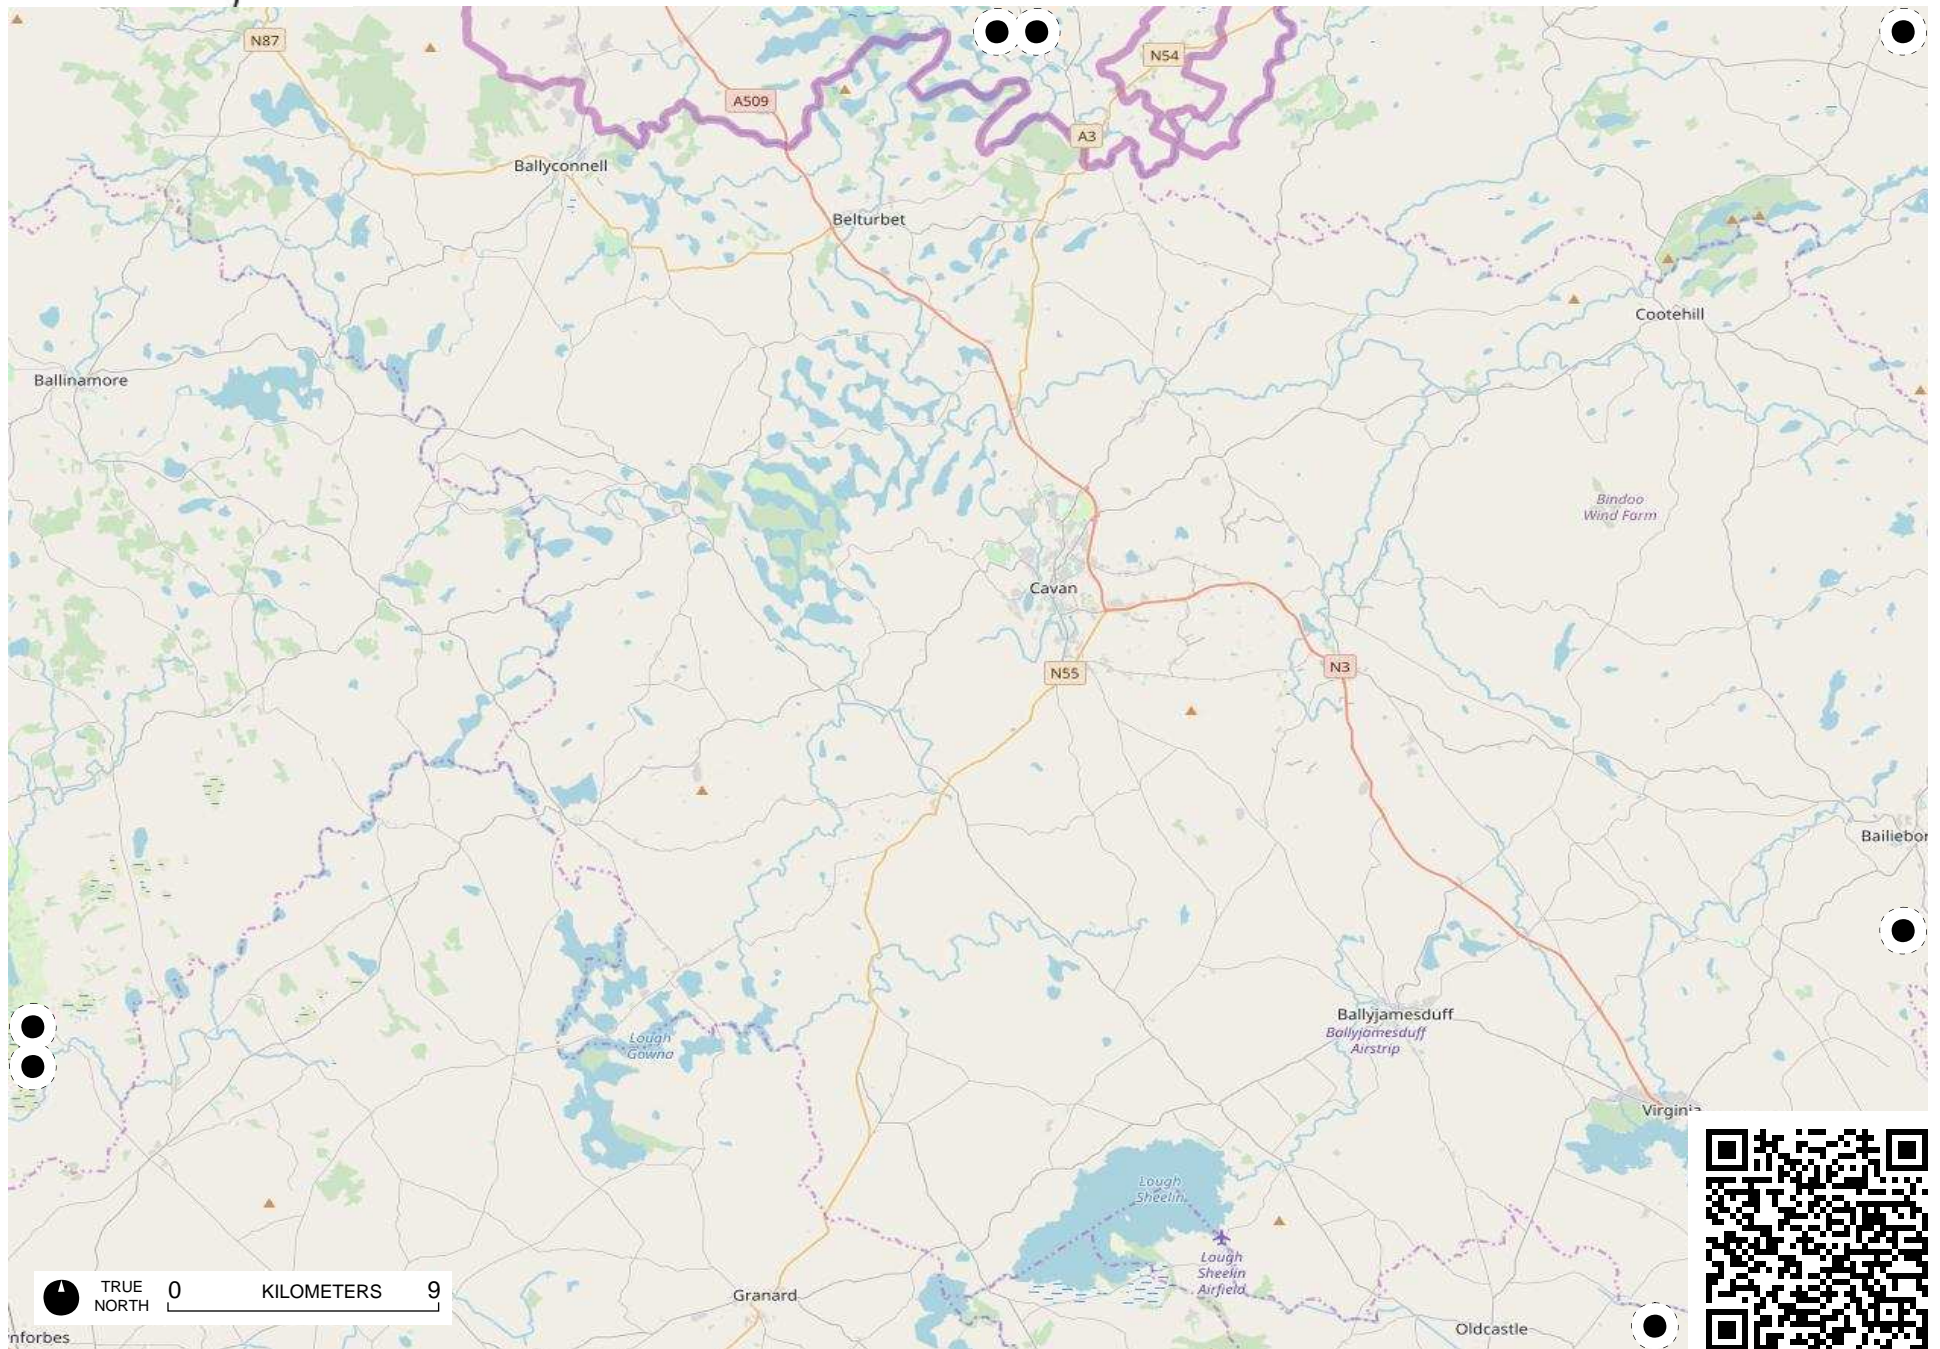 N87
N54
A509
A3
Ballyconnell
Belturbet
Cootehill
Ballinamore
Bindoo
Wind Farm
Cavan
N55
N3
Bailiebor
Ballyjamesduff
Ballyjamesduff
Airstrip
Lough
Gowna
Virginia
Lough
Sheelin
Lough
Sheelin
Airfield
TRUE
NORTH
0 KILOMETERS 9
Granard
Oldcastle
nforbes